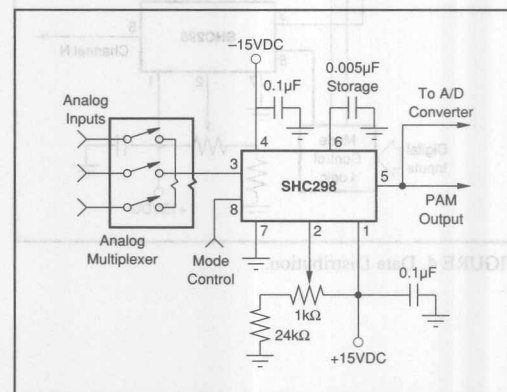 –15VDC
0.1µF
0.005µF
Storage
To A/D
Converter
Analog
Inputs
4
6
3
SHC298
5
8
PAM
Output
7
2
1
Analog
Multiplexer
Mode
Control
1kΩ
0.1µF
24kΩ
+15VDC